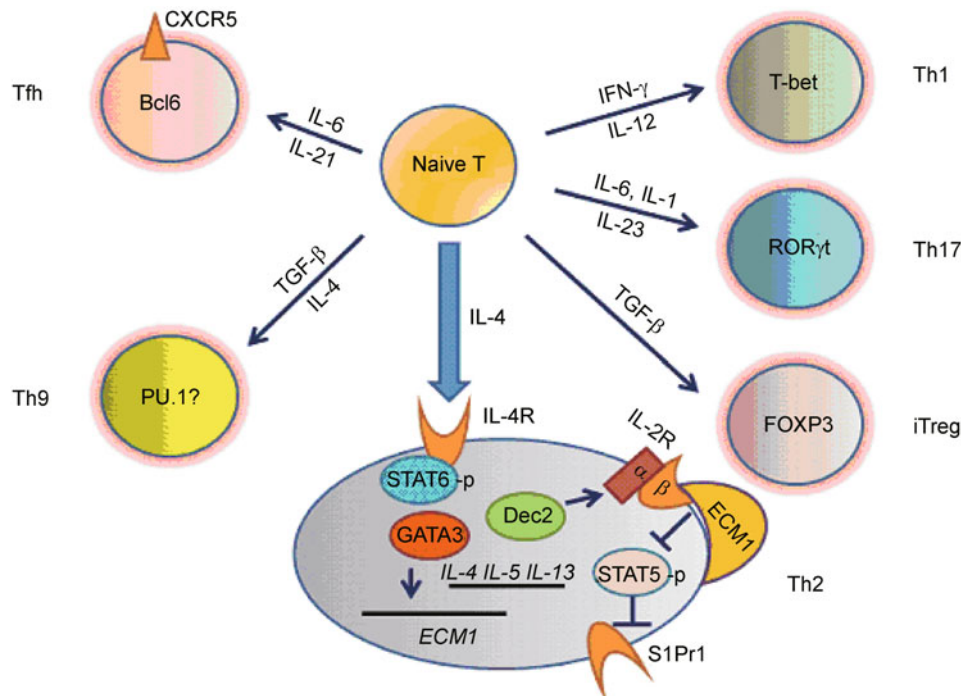 CXCR5
Tfh
Bcl6
IL-6
IL-21
Naive T
IFN-γ
IL-12
T-bet
Th1
IL-6, IL-1
IL-23
RORγt
Th17
TGF-β
IL-4
Th9
PU.1?
IL-4
TGF-β
FOXP3
iTreg
IL-4R
IL-2R
α
β
ECM1
STAT6-p
GATA3
Dec2
IL-4 IL-5 IL-13
ECM1
STAT5-p
Th2
S1Pr1